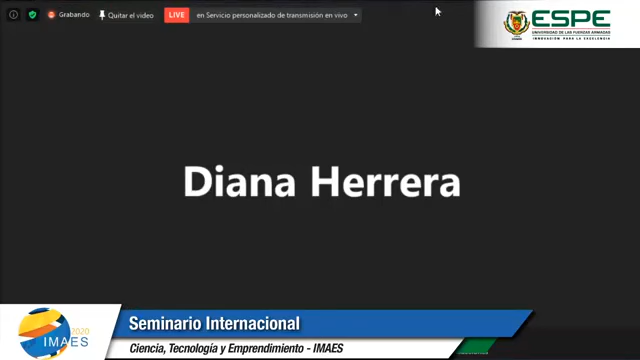 Grabando
Quitar el video
LIVE
en Servicio personalizado de transmisión en vivo
ESPE
UNIVERSIDAD DE LAS FUERZAS ARMADAS
INNOVACIÓN PARA LA EXCELENCIA
Diana Herrera
2020
IMAES
Seminario Internacional
Ciencia, Tecnología y Emprendimiento - IMAES